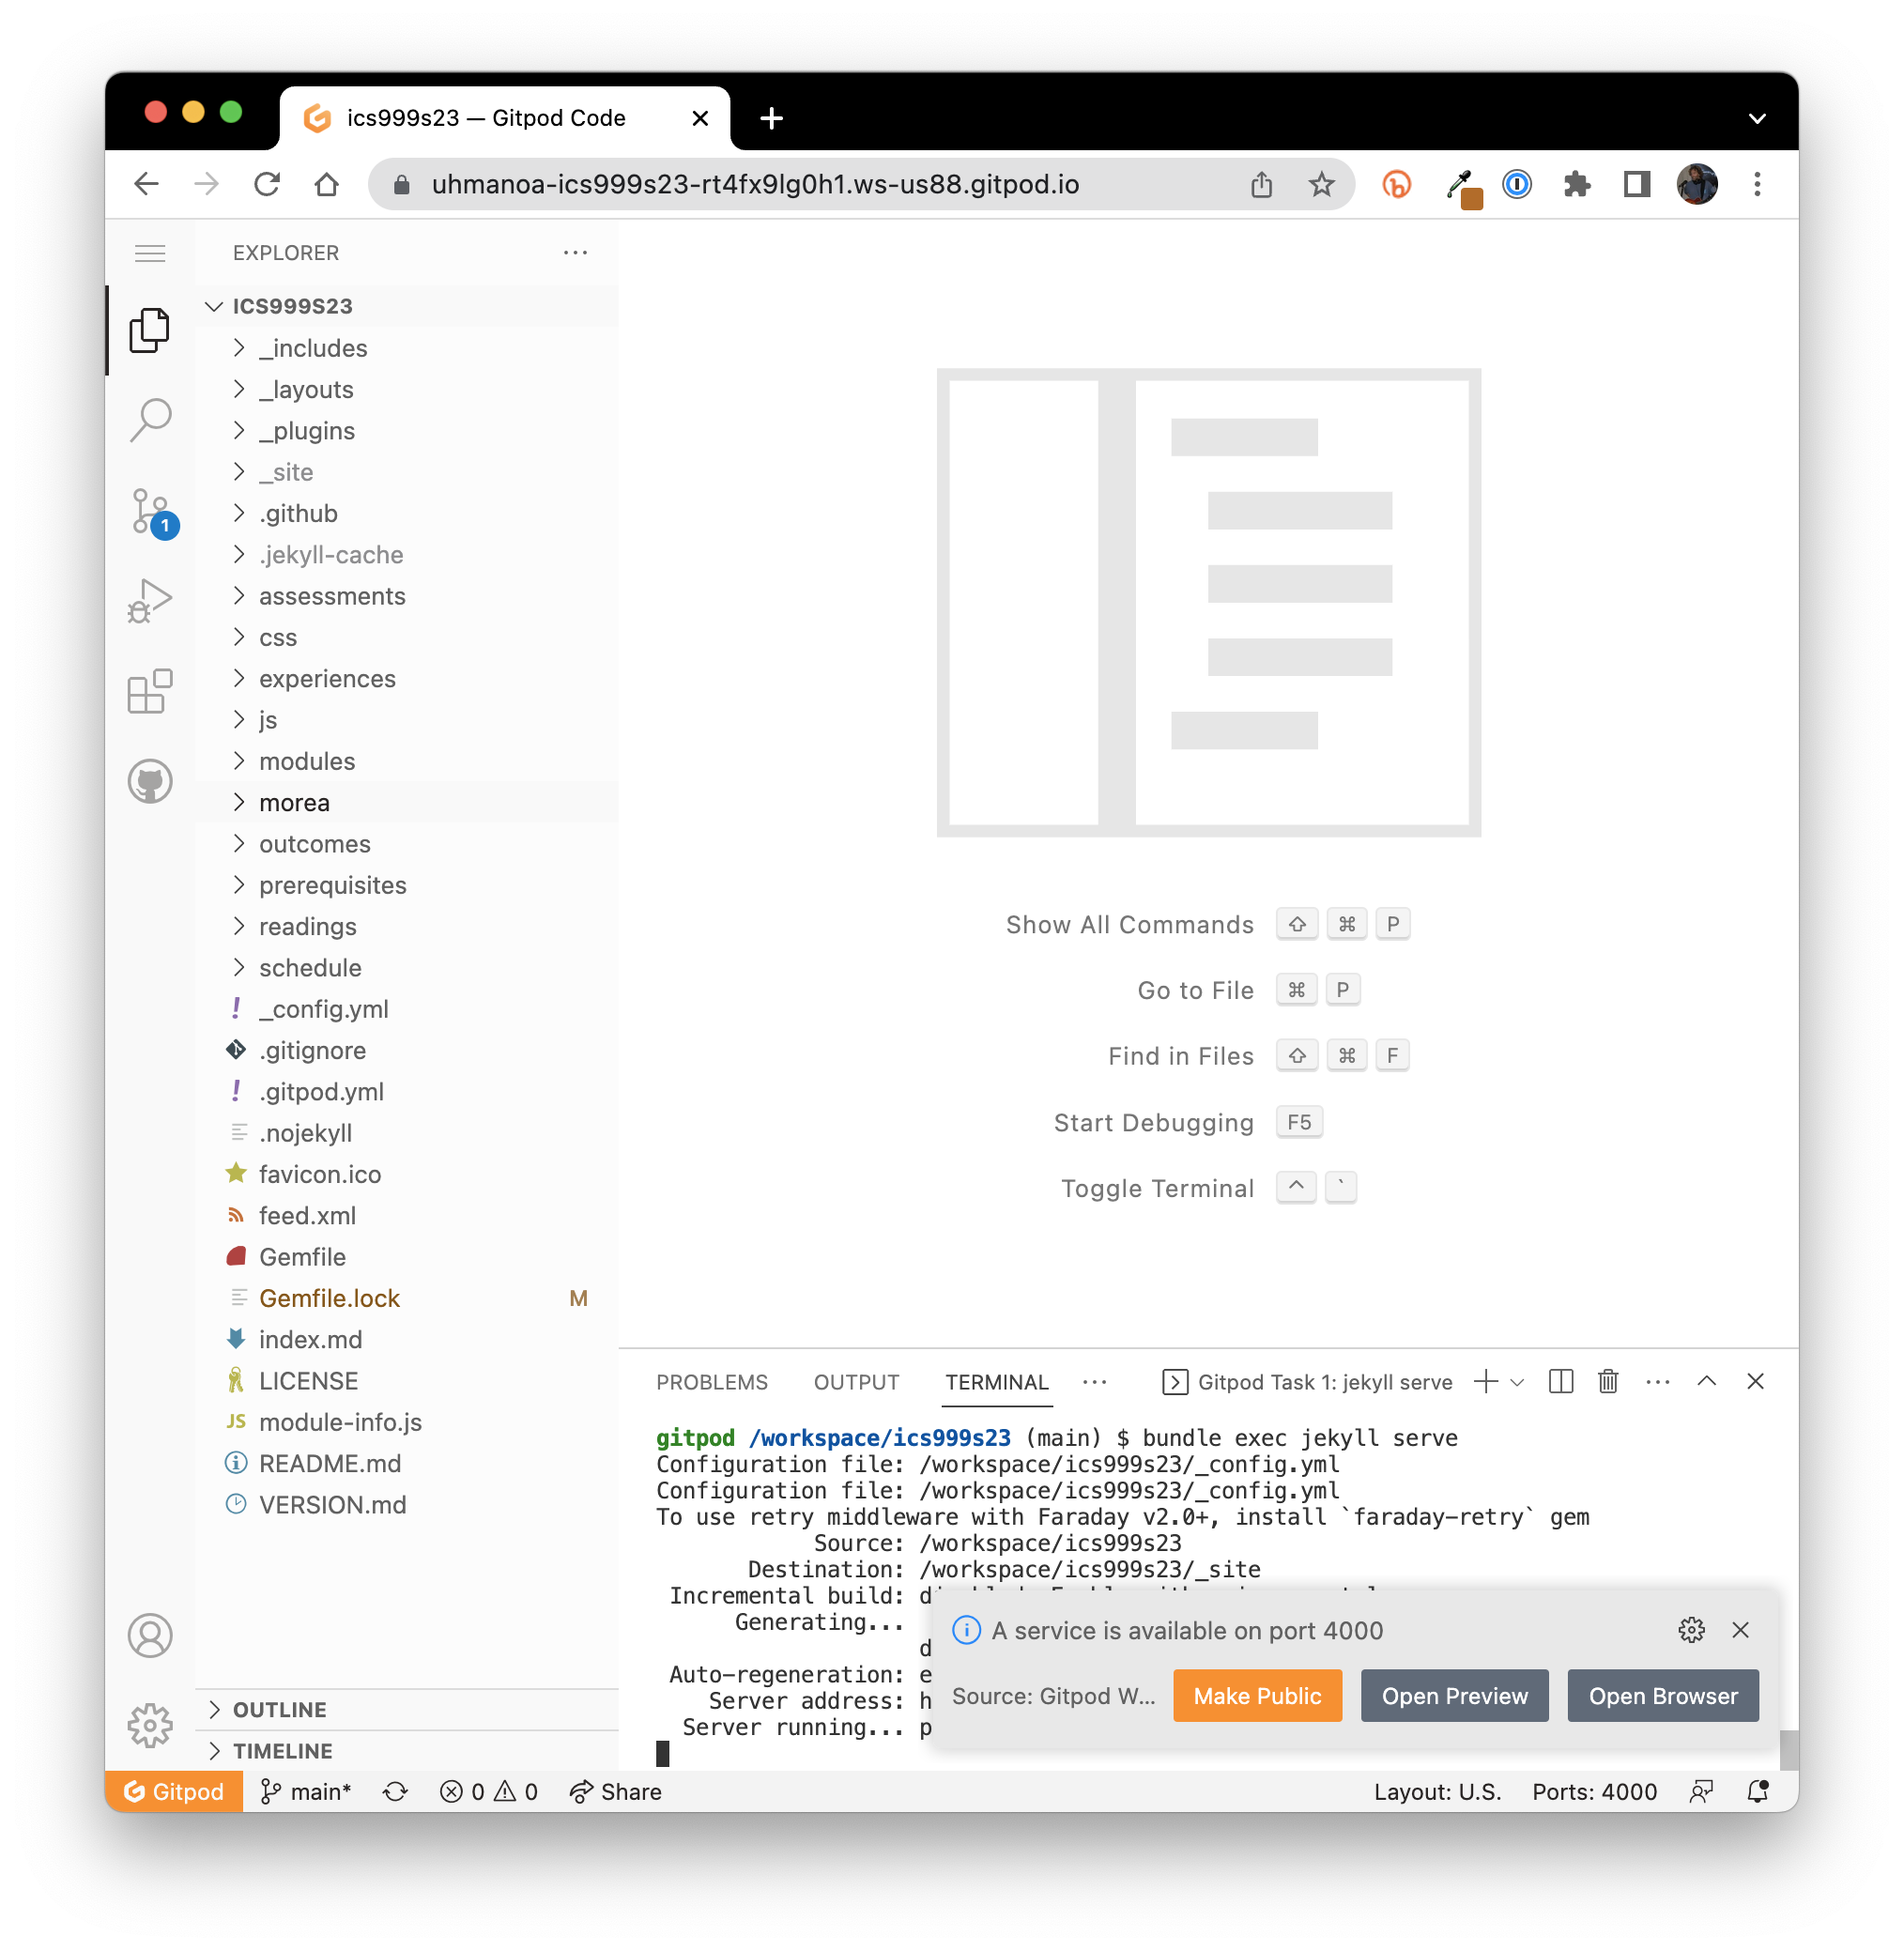 ics999s23 — Gitpod Code
uhmanoa-ics999s23-rt4fx9lg0h1.ws-us88.gitpod.io
EXPLORER
ICS999S23
_includes
_layouts
_plugins
_site
.github
1
.jekyll-cache
assessments
css
experiences
js
modules
morea
outcomes
prerequisites
readings
schedule
_config.yml
.gitignore
.gitpod.yml
.nojekyll
favicon.ico
feed.xml
Gemfile
Gemfile.lock M
index.md
LICENSE
JS module-info.js
README.md
VERSION.md
OUTLINE
TIMELINE
Show All Commands ⇧ ⌘ P
Go to File ⌘ P
Find in Files ⇧ ⌘ F
Start Debugging F5
Toggle Terminal ^ `
PROBLEMS OUTPUT TERMINAL ··· Gitpod Task 1: jekyll serve
gitpod /workspace/ics999s23 (main) $ bundle exec jekyll serve
Configuration file: /workspace/ics999s23/_config.yml
Configuration file: /workspace/ics999s23/_config.yml
To use retry middleware with Faraday v2.0+, install `faraday-retry` gem
Source: /workspace/ics999s23
Destination: /workspace/ics999s23/_site
Incremental build:
Generating...
Auto-regeneration:
Server address:
Server running...
A service is available on port 4000
Source: Gitpod W... Make Public Open Preview Open Browser
Gitpod main* 0 0 Share Layout: U.S. Ports: 4000